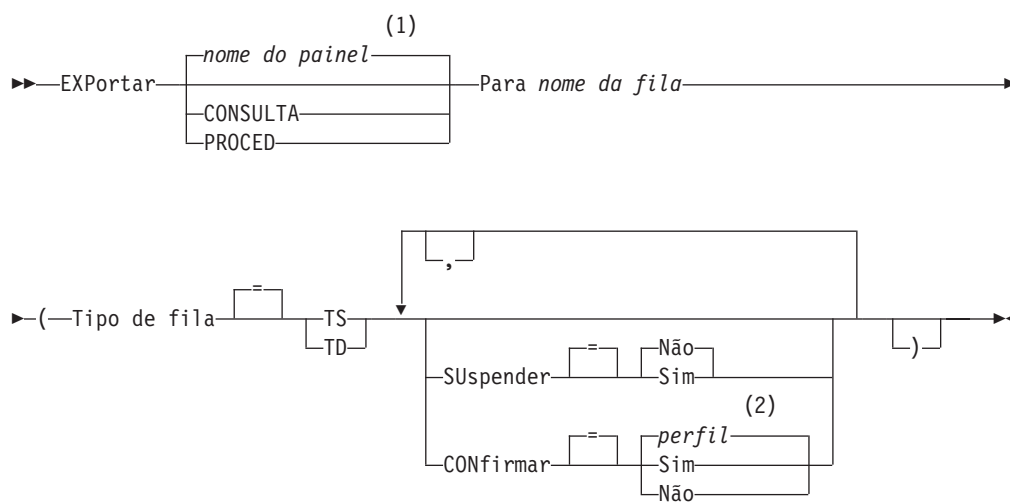 (1)
nome do painel
EXPortar Para nome da fila
CONSULTA
PROCED
,
= 
( Tipo de fila TS
TD
= Não
SUspender Sim
)
(2)
= perfil
CONfirmar Sim
Não